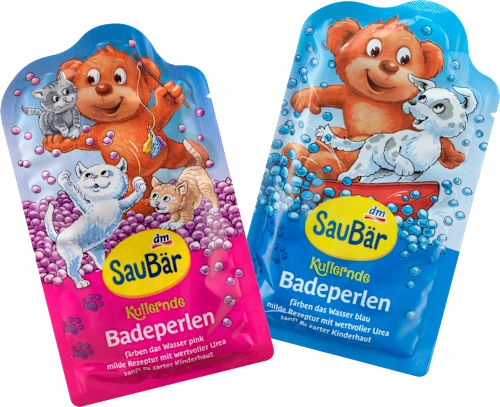 dm
SauBär
Kullernde
Badeperlen
färben das Wasser pink
milde Rezeptur mit wertvoller Urea
sanft zu zarter Kinderhaut
dm
SauBär
Kullernde
Badeperlen
färben das Wasser blau
milde Rezeptur mit wertvoller Urea
sanft zu zarter Kinderhaut